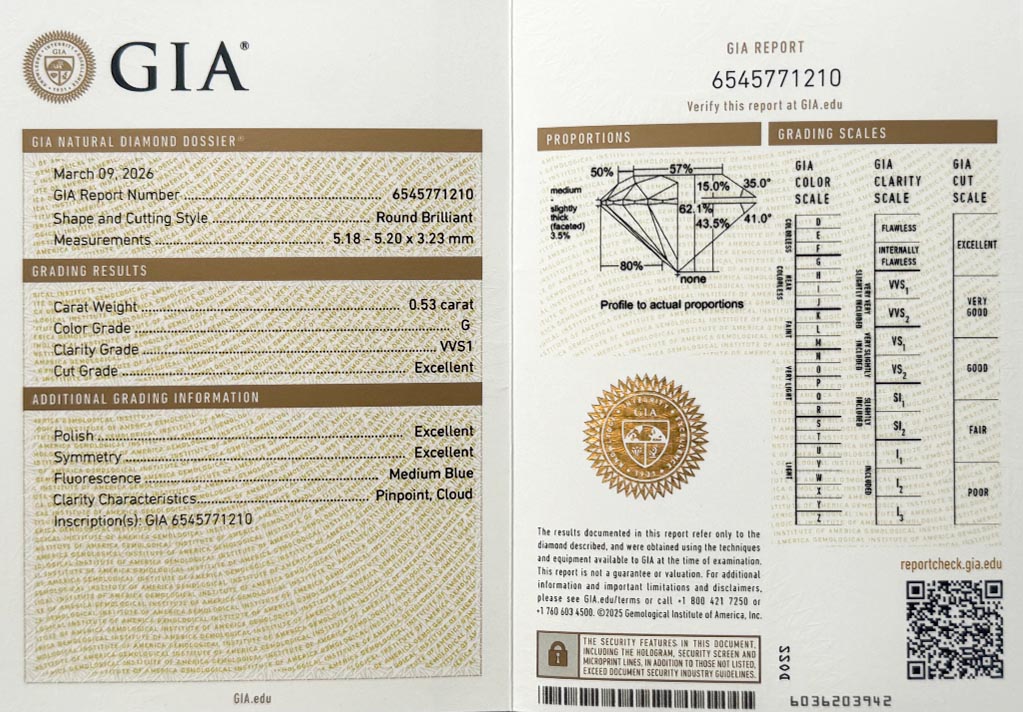 GIA®
GIA NATURAL DIAMOND DOSSIER®
March 09, 2026
GIA Report Number 6545771210
Shape and Cutting Style Round Brilliant
Measurements 5.18 - 5.20 x 3.23 mm
GRADING RESULTS
Carat Weight 0.53 carat
Color Grade G
Clarity Grade VVS1
Cut Grade Excellent
ADDITIONAL GRADING INFORMATION
Polish Excellent
Symmetry Excellent
Fluorescence Medium Blue
Clarity Characteristics Pinpoint, Cloud
Inscription(s): GIA 6545771210
GIA.edu
GIA REPORT
6545771210
Verify this report at GIA.edu
PROPORTIONS
50%
57%
15.0%
35.0°
medium
-
slightly
thick
(faceted)
3.5%
62.1%
43.5%
41.0°
80%
none
Profile to actual proportions
GRADING SCALES
GIA
COLOR
SCALE
COLORLESS
D
E
F
NEAR COLORLESS
G
H
I
J
FAINT
K
L
M
VERY LIGHT
N
O
P
Q
R
LIGHT
S
T
U
V
W
X
Y
Z
GIA
CLARITY
SCALE
FLAWLESS
INTERNALLY
FLAWLESS
VERY VERY
SLIGHTLY INCLUDED
VVS1
VVS2
VERY SLIGHTLY
INCLUDED
VS1
VS2
SLIGHTLY
INCLUDED
SI1
SI2
INCLUDED
I1
I2
I3
GIA
CUT
SCALE
EXCELLENT
VERY
GOOD
GOOD
FAIR
POOR
GIA
The results documented in this report refer only to the
diamond described, and were obtained using the techniques
and equipment available to GIA at the time of examination.
This report is not a guarantee or valuation. For additional
information and important limitations and disclaimers,
please see GIA.edu/terms or call +1 800 421 7250 or
+1 760 603 4500. ©2025 Gemological Institute of America, Inc.
THE SECURITY FEATURES IN THIS DOCUMENT,
INCLUDING THE HOLOGRAM, SECURITY SCREEN AND
MICROPRINT LINES, IN ADDITION TO THOSE NOT LISTED,
EXCEED DOCUMENT SECURITY INDUSTRY GUIDELINES.
reportcheck.gia.edu
DO22
6036203942